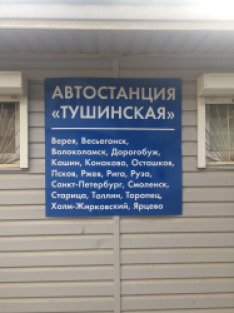 АВТОСТАНЦИЯ
«ТУШИНСКАЯ»
Верея, Весьегонск,
Волоколамск, Дорогобуж,
Кашин, Конаково, Осташков,
Псков, Ржев, Рига, Руза,
Санкт-Петербург, Смоленск,
Старица, Таллин, Торопец,
Холм-Жирковский, Ярцево